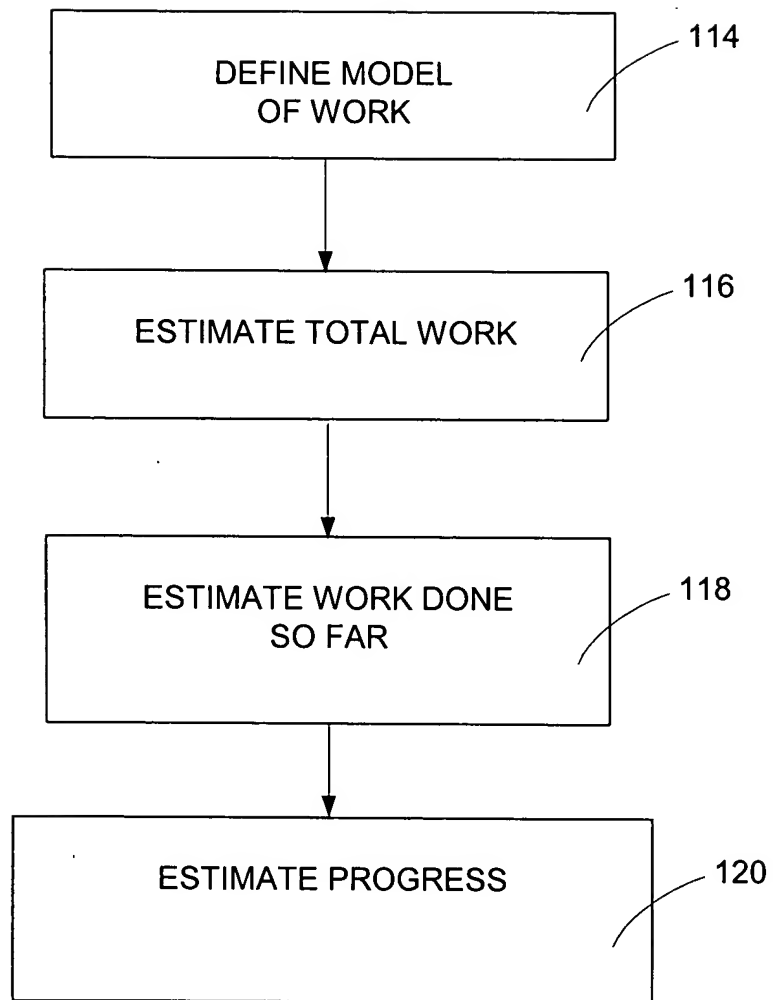 DEFINE MODEL
OF WORK
114
ESTIMATE TOTAL WORK
116
ESTIMATE WORK DONE
SO FAR
118
ESTIMATE PROGRESS
120